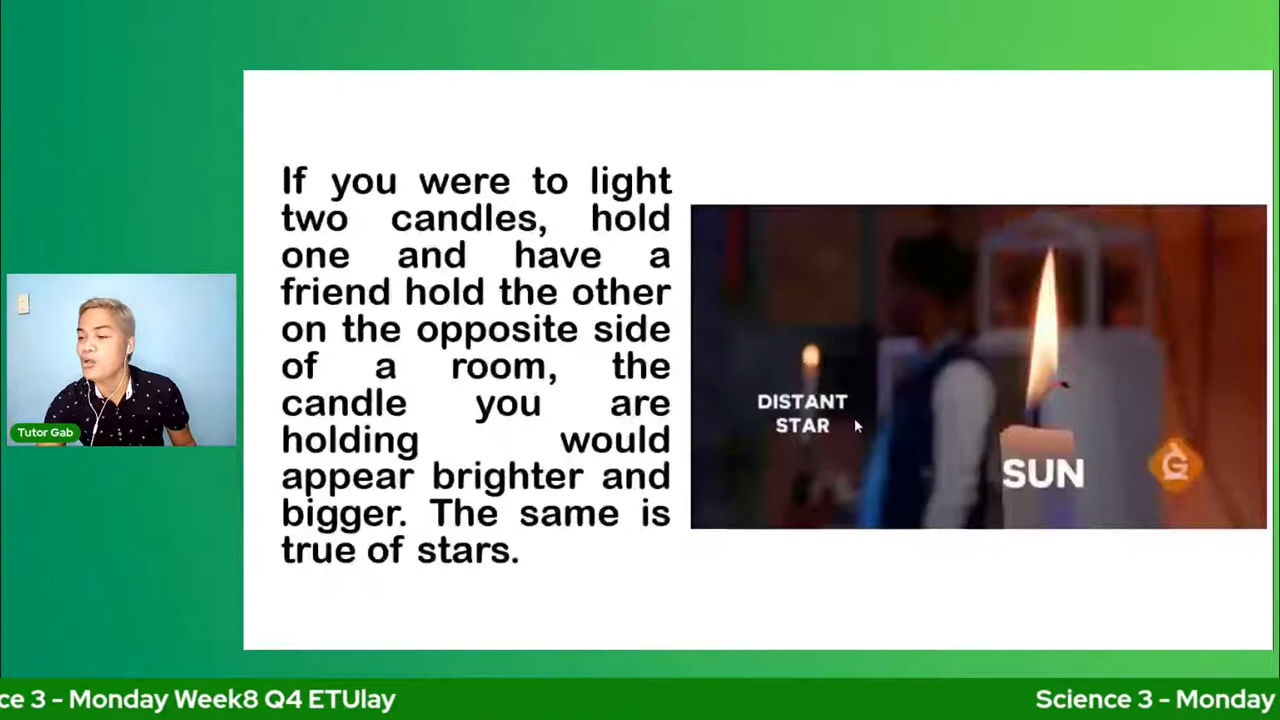 If you were to light
two candles, hold
one and have a
friend hold the other
on the opposite side
of a room, the
candle you are
holding would
appear brighter and
bigger. The same is
true of stars.
DISTANT
STAR
SUN
G
Tutor Gab
ce 3 - Monday Week8 Q4 ETUlay
Science 3 - Monday